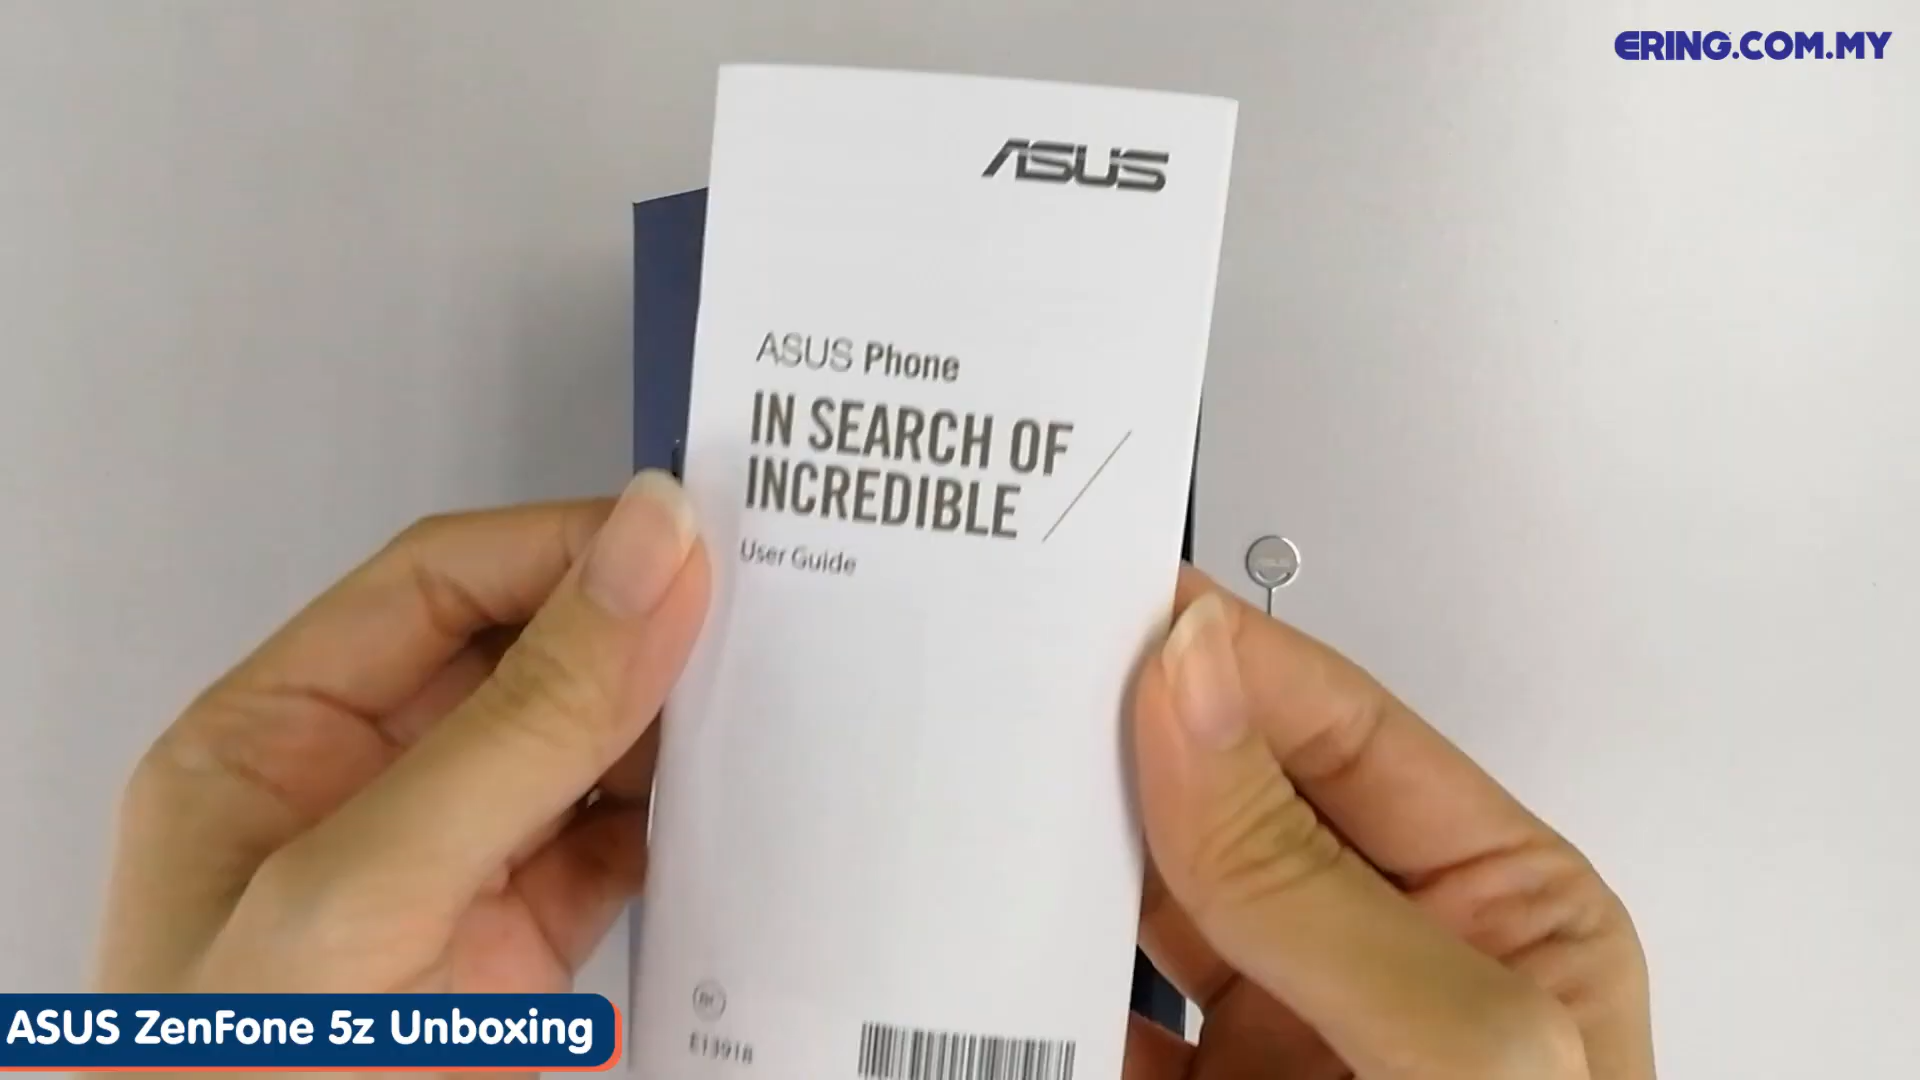 ERING.COM.MY
ASUS
ASUS Phone
IN SEARCH OF
INCREDIBLE
User Guide
E13918
ASUS ZenFone 5z Unboxing